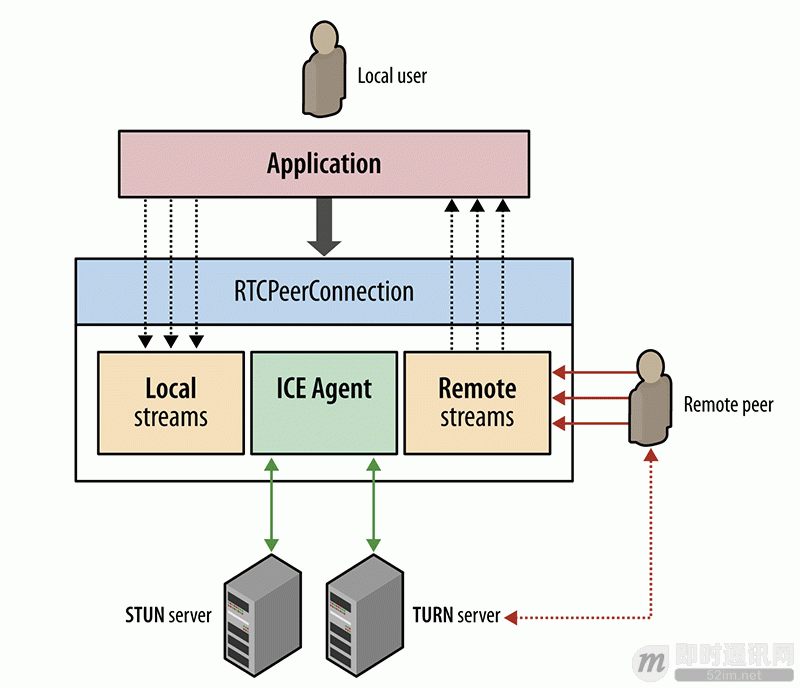 Local user
Application
RTCPeerConnection
Local
streams
ICE Agent
Remote
streams
Remote peer
STUN server
TURN server
m
即时通讯网
52im.net